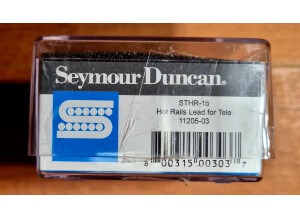 Seymour Duncan®
STHR-1b
Hot Rails Lead for Tele
11205-03
8 00315 00303 7